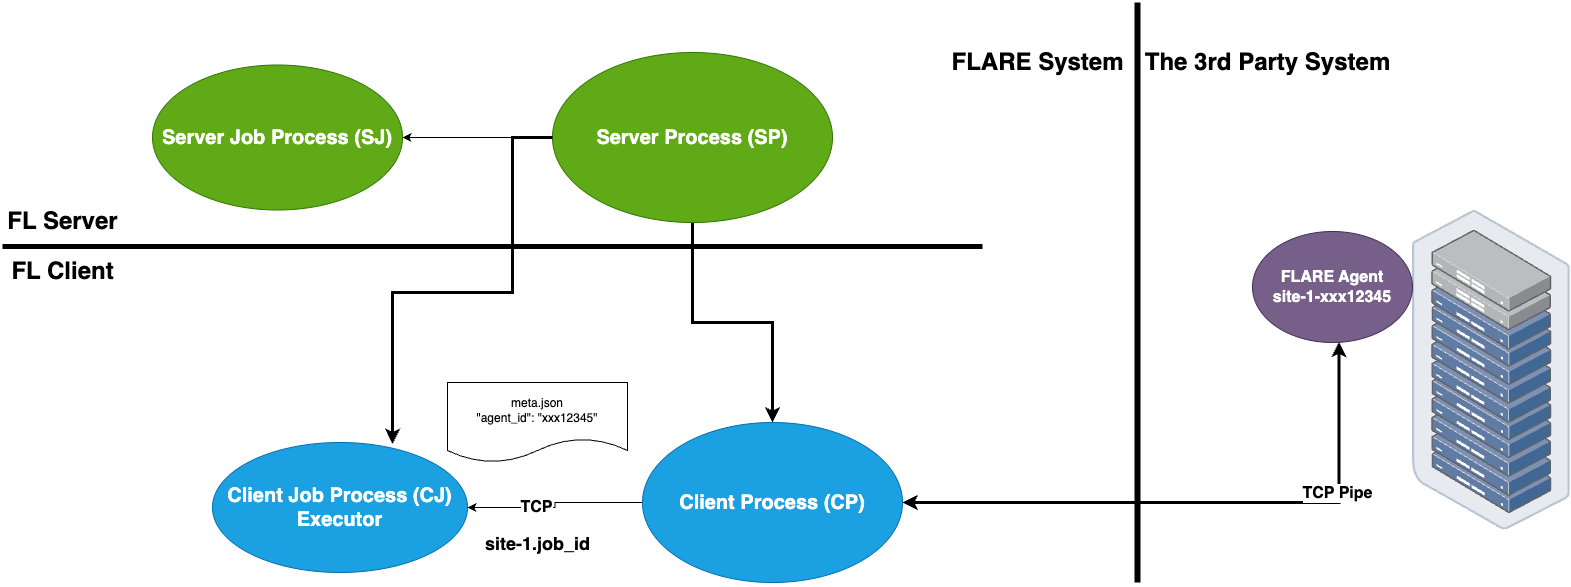 FLARE System
The 3rd Party System
Server Job Process (SJ)
Server Process (SP)
FL Server
FL Client
FLARE Agent
site-1-xxx12345
meta.json
"agent_id": "xxx12345"
Client Job Process (CJ)
Executor
TCP
Client Process (CP)
TCP Pipe
site-1.job_id